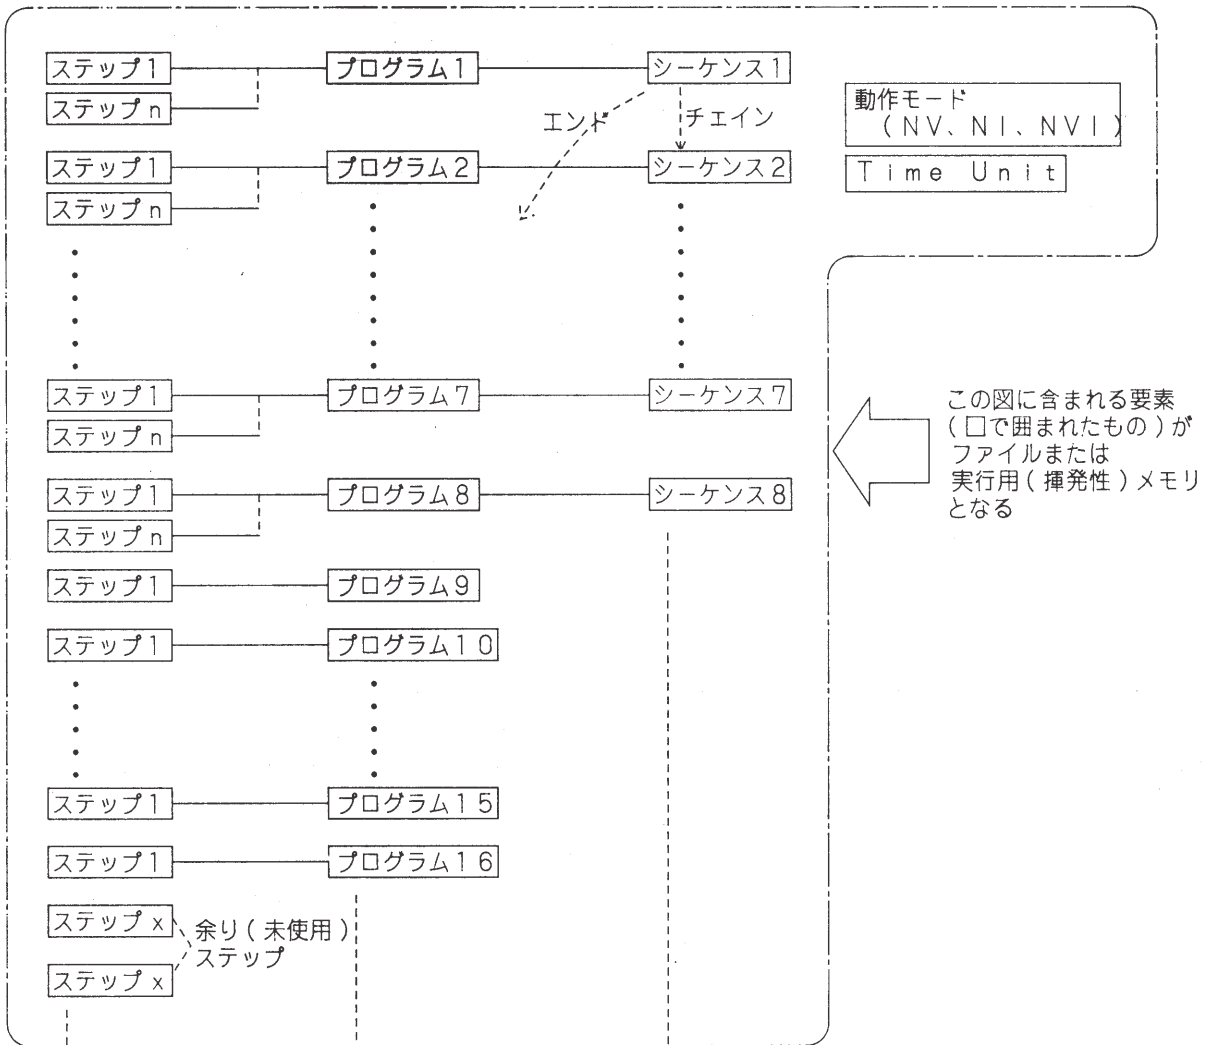 ステップ1
プログラム1
シーケンス1
ステップn
エンド
チェイン
動作モード
(NV、NI、NVI)
ステップ1
プログラム2
シーケンス2
Time Unit
ステップn
ステップ1
プログラム7
シーケンス7
ステップn
この図に含まれる要素
(□で囲まれたもの)が
ファイルまたは
実行用(揮発性)メモリ
となる
ステップ1
プログラム8
シーケンス8
ステップn
ステップ1
プログラム9
ステップ1
プログラム10
ステップ1
プログラム15
ステップ1
プログラム16
ステップx
余り(未使用)
ステップ
ステップx